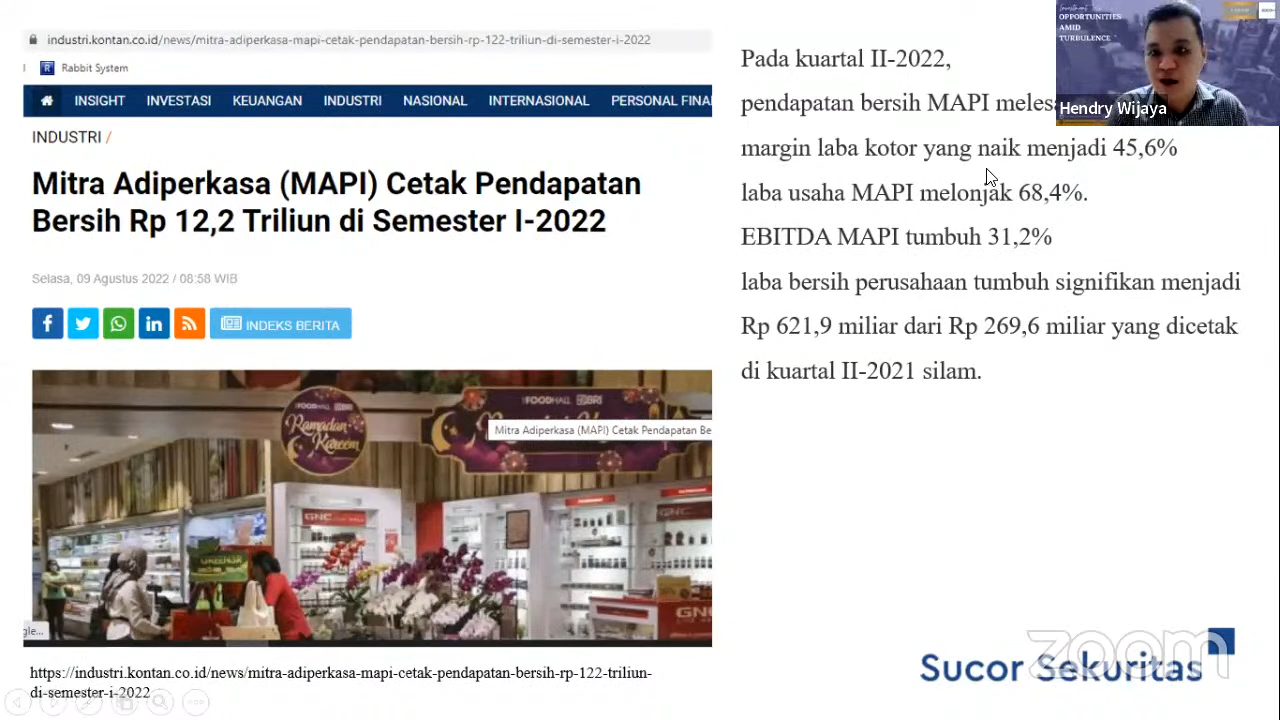 industri.kontan.co.id/news/mitra-adiperkasa-mapi-cetak-pendapatan-bersih-rp-122-triliun-di-semester-i-2022
R Rabbit System
INSIGHT INVESTASI KEUANGAN INDUSTRI NASIONAL INTERNASIONAL PERSONAL FINA
INDUSTRI /
Mitra Adiperkasa (MAPI) Cetak Pendapatan
Bersih Rp 12,2 Triliun di Semester I-2022
Selasa, 09 Agustus 2022 / 08:58 WIB
INDEKS BERITA
FOODHALL BRI
Ramadan
Kareem
FOODHALL BRI
Mitra Adiperkasa (MAPI) Cetak Pendapatan Be
GNC
GNC
gle...
https://industri.kontan.co.id/news/mitra-adiperkasa-mapi-cetak-pendapatan-bersih-rp-122-triliun-
di-semester-i-2022
Pada kuartal II-2022,
pendapatan bersih MAPI meles
margin laba kotor yang naik menjadi 45,6%
laba usaha MAPI melonjak 68,4%.
EBITDA MAPI tumbuh 31,2%
laba bersih perusahaan tumbuh signifikan menjadi
Rp 621,9 miliar dari Rp 269,6 miliar yang dicetak
di kuartal II-2021 silam.
Investment
OPPORTUNITIES
AMID
TURBULENCE
Hendry Wijaya
zoom
Sucor Sekuritas